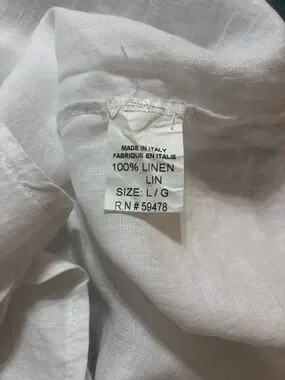 MADE IN ITALY
FABRIQUE EN ITALIE
100% LINEN
LIN
SIZE: L / G
R.N # 59478